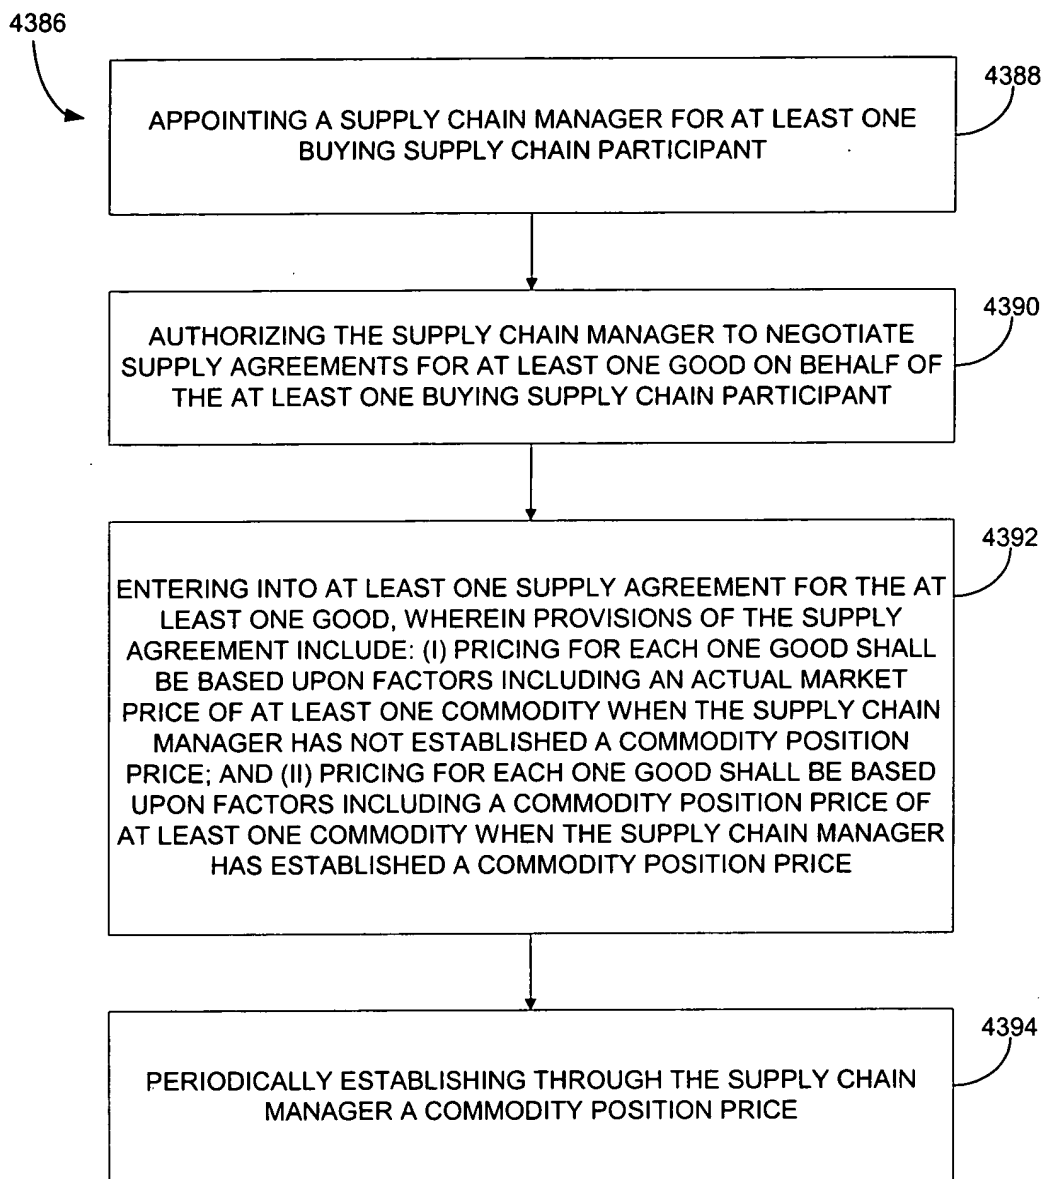 4386
4388
APPOINTING A SUPPLY CHAIN MANAGER FOR AT LEAST ONE
BUYING SUPPLY CHAIN PARTICIPANT
4390
AUTHORIZING THE SUPPLY CHAIN MANAGER TO NEGOTIATE
SUPPLY AGREEMENTS FOR AT LEAST ONE GOOD ON BEHALF OF
THE AT LEAST ONE BUYING SUPPLY CHAIN PARTICIPANT
4392
ENTERING INTO AT LEAST ONE SUPPLY AGREEMENT FOR THE AT
LEAST ONE GOOD, WHEREIN PROVISIONS OF THE SUPPLY
AGREEMENT INCLUDE: (I) PRICING FOR EACH ONE GOOD SHALL
BE BASED UPON FACTORS INCLUDING AN ACTUAL MARKET
PRICE OF AT LEAST ONE COMMODITY WHEN THE SUPPLY CHAIN
MANAGER HAS NOT ESTABLISHED A COMMODITY POSITION
PRICE; AND (II) PRICING FOR EACH ONE GOOD SHALL BE BASED
UPON FACTORS INCLUDING A COMMODITY POSITION PRICE OF
AT LEAST ONE COMMODITY WHEN THE SUPPLY CHAIN MANAGER
HAS ESTABLISHED A COMMODITY POSITION PRICE
4394
PERIODICALLY ESTABLISHING THROUGH THE SUPPLY CHAIN
MANAGER A COMMODITY POSITION PRICE